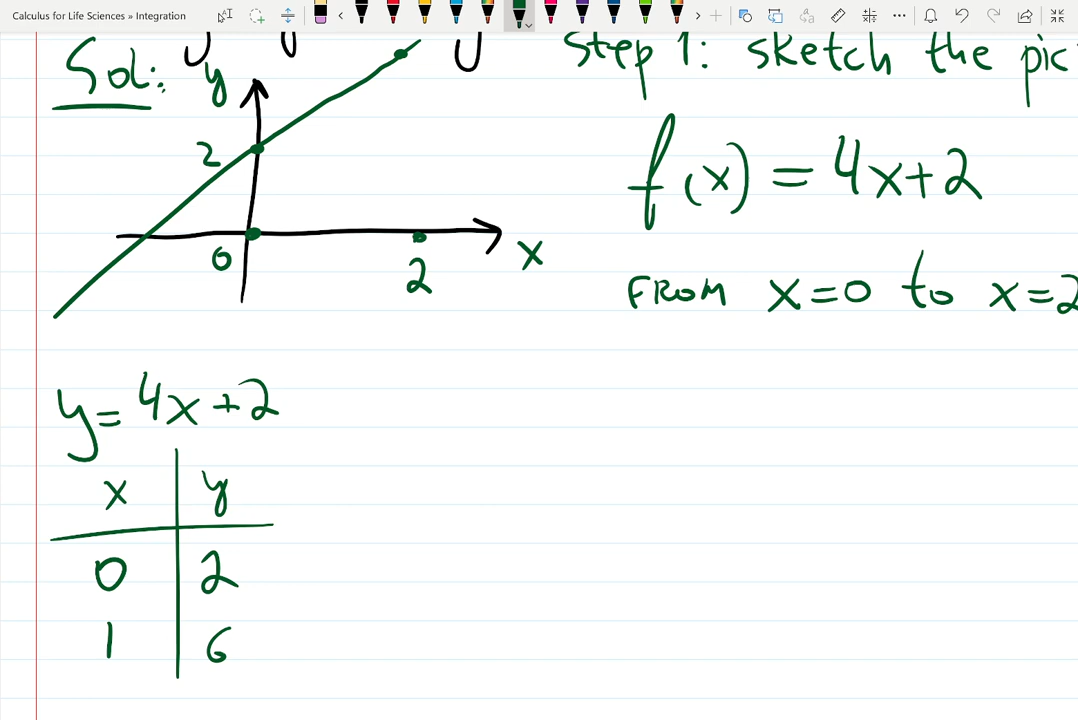 Calculus for Life Sciences » Integration
Sol:
Step 1: sketch the pic
y
2
0
2
x
f(x) = 4x+2
FROM x=0 to x=2
y=4x+2
x y
0 2
1 6